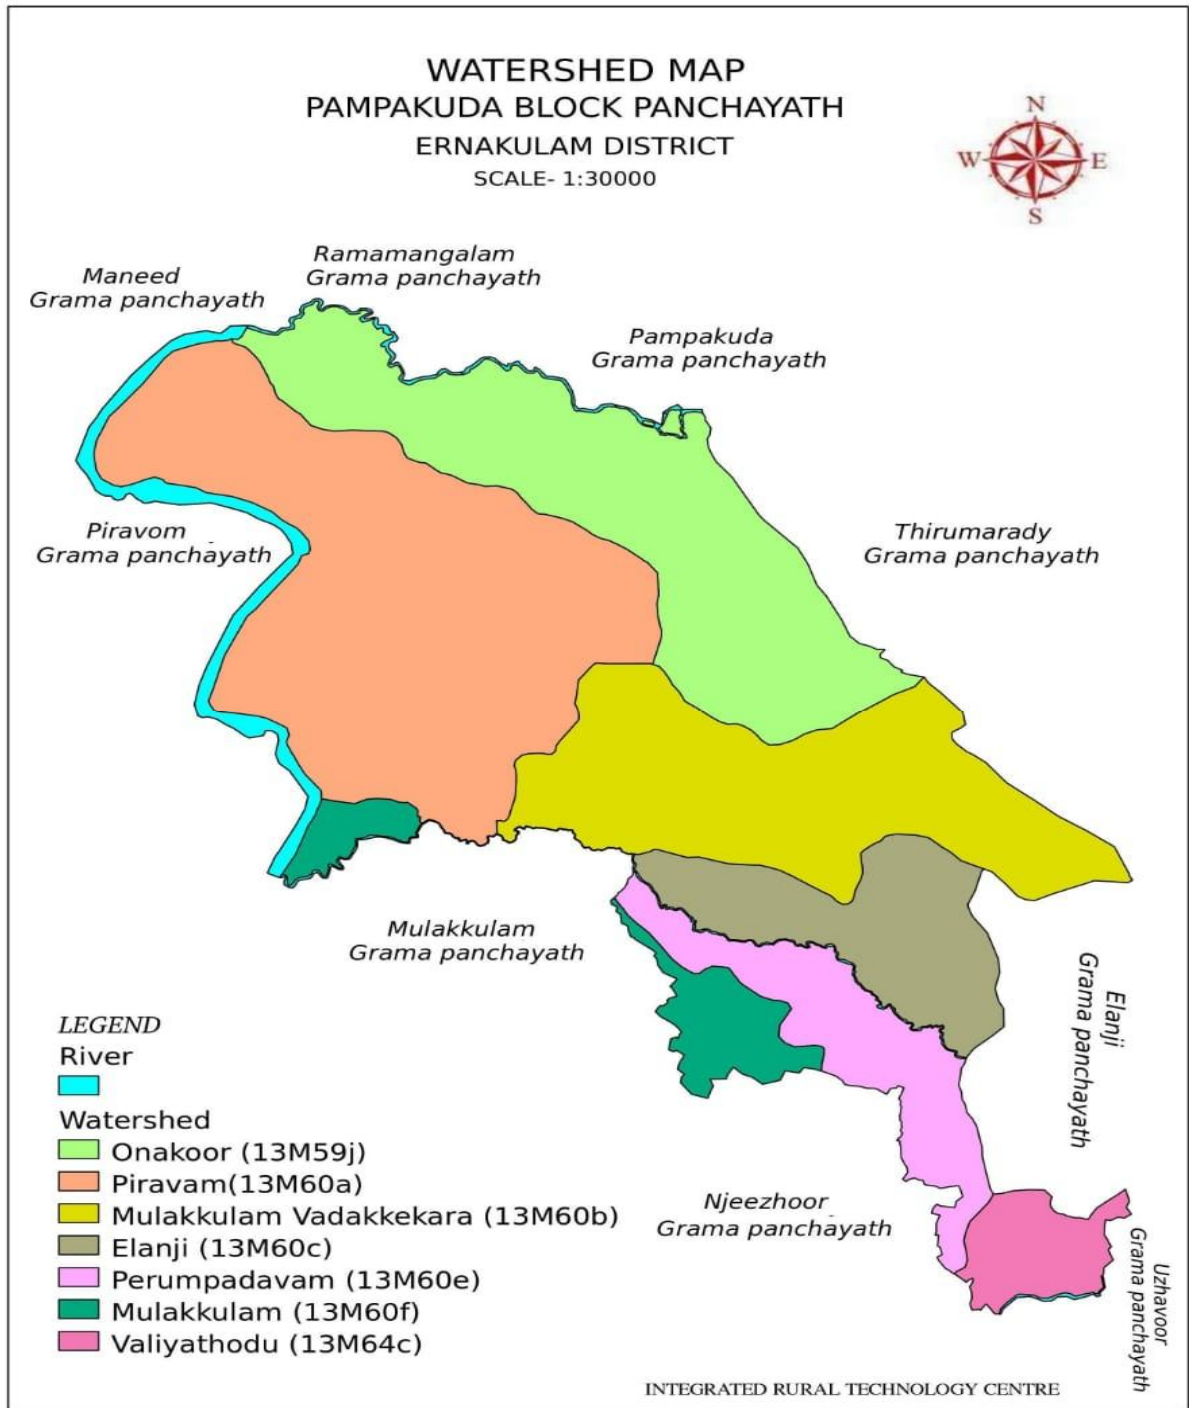 WATERSHED MAP
PAMPAKUDA BLOCK PANCHAYATH
ERNAKULAM DISTRICT
SCALE- 1:30000
N
W
E
S
Ramamangalam
Grama panchayath
Maneed
Grama panchayath
Pampakuda
Grama panchayath
Piravom
Grama panchayath
Thirumarady
Grama panchayath
Mulakkulam
Grama panchayath
Elanji
Grama panchayath
Njeezhoor
Grama panchayath
Uzhavoor
Grama panchayath
LEGEND
River
Watershed
Onakoor (13M59j)
Piravam(13M60a)
Mulakkulam Vadakkekara (13M60b)
Elanji (13M60c)
Perumpadavam (13M60e)
Mulakkulam (13M60f)
Valiyathodu (13M64c)
INTEGRATED RURAL TECHNOLOGY CENTRE